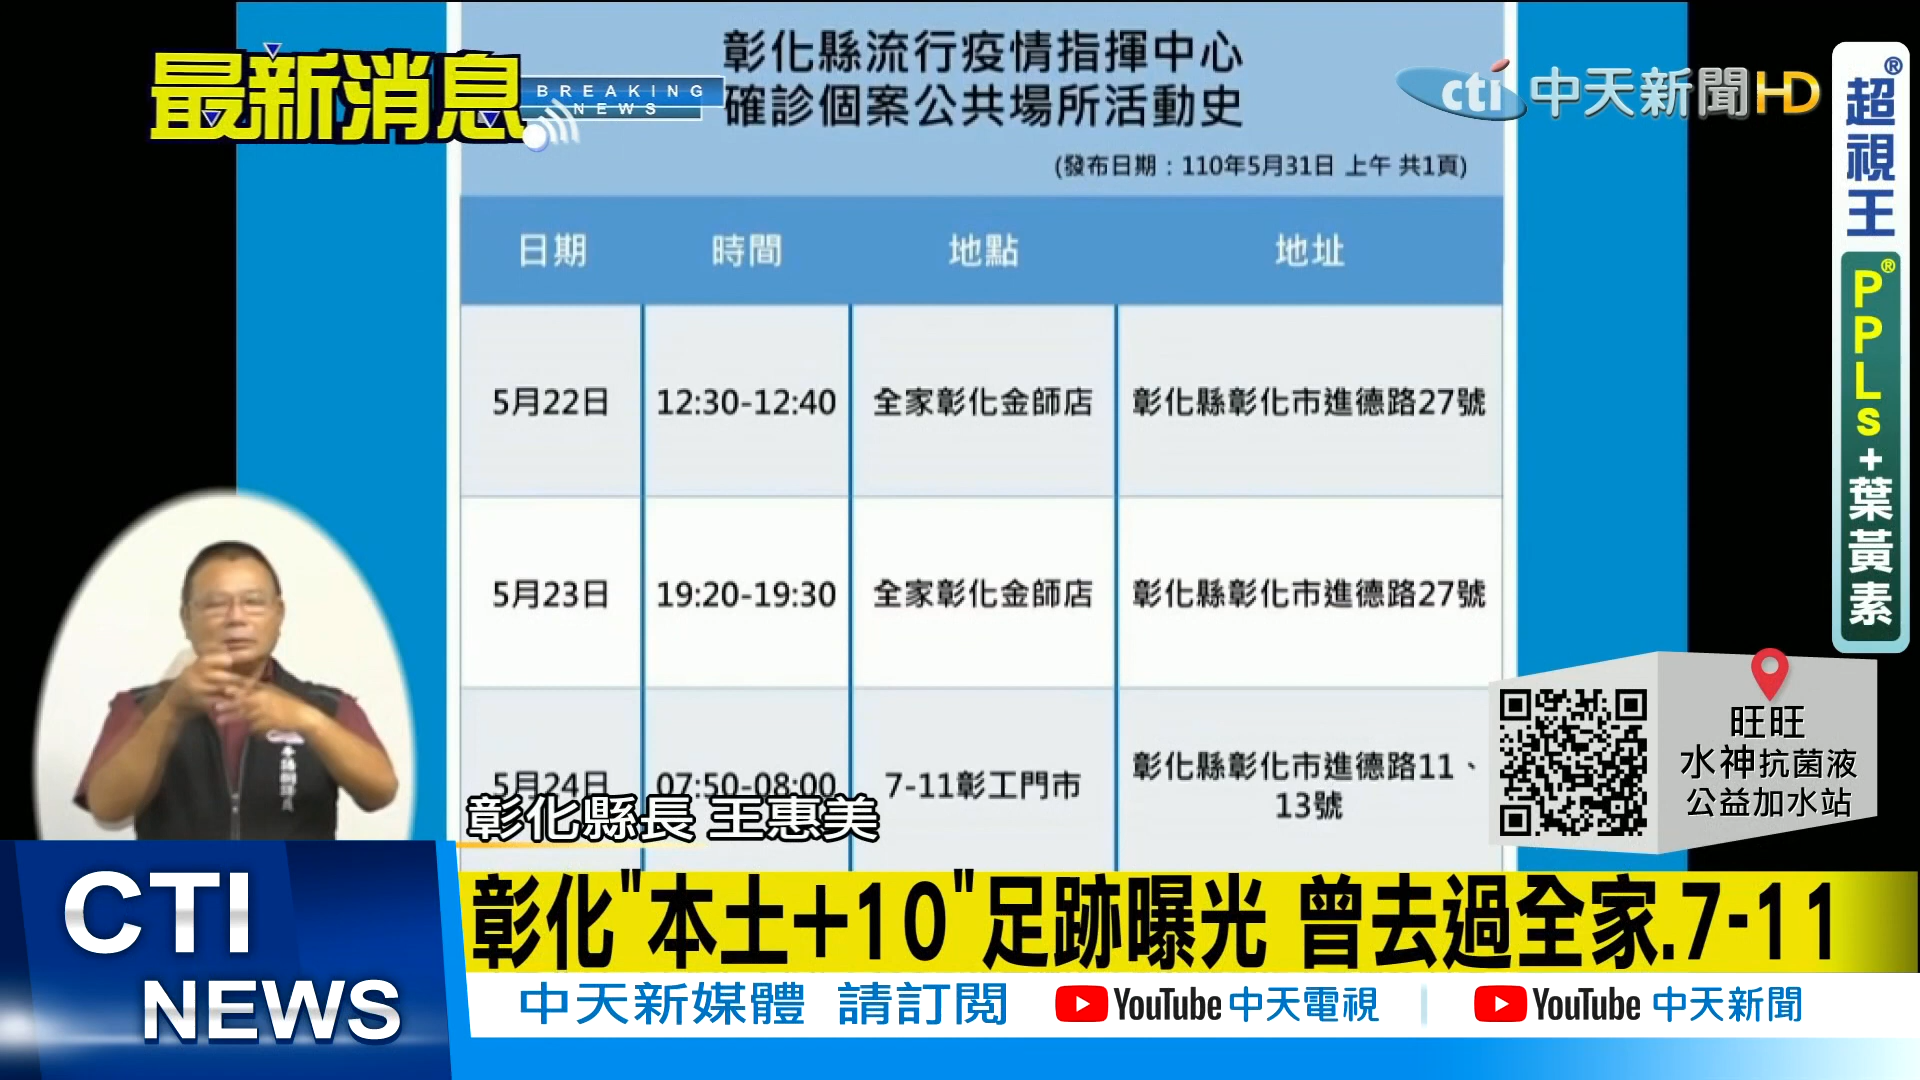 最新消息
BREAKING
NEWS
彰化縣流行疫情指揮中心
確診個案公共場所活動史
(發布日期：110年5月31日 上午 共1頁)
cti 中天新聞HD
超視王®
PPLs®+葉黃素
日期 時間 地點 地址
5月22日 12:30-12:40 全家彰化金師店 彰化縣彰化市進德路27號
5月23日 19:20-19:30 全家彰化金師店 彰化縣彰化市進德路27號
5月24日 07:50-08:00 7-11彰工門市 彰化縣彰化市進德路11、
13號
旺旺
水神抗菌液
公益加水站
彰化縣長 王惠美
CTI
NEWS
彰化"本土+10"足跡曝光 曾去過全家.7-11
中天新媒體 請訂閱 YouTube 中天電視 YouTube 中天新聞